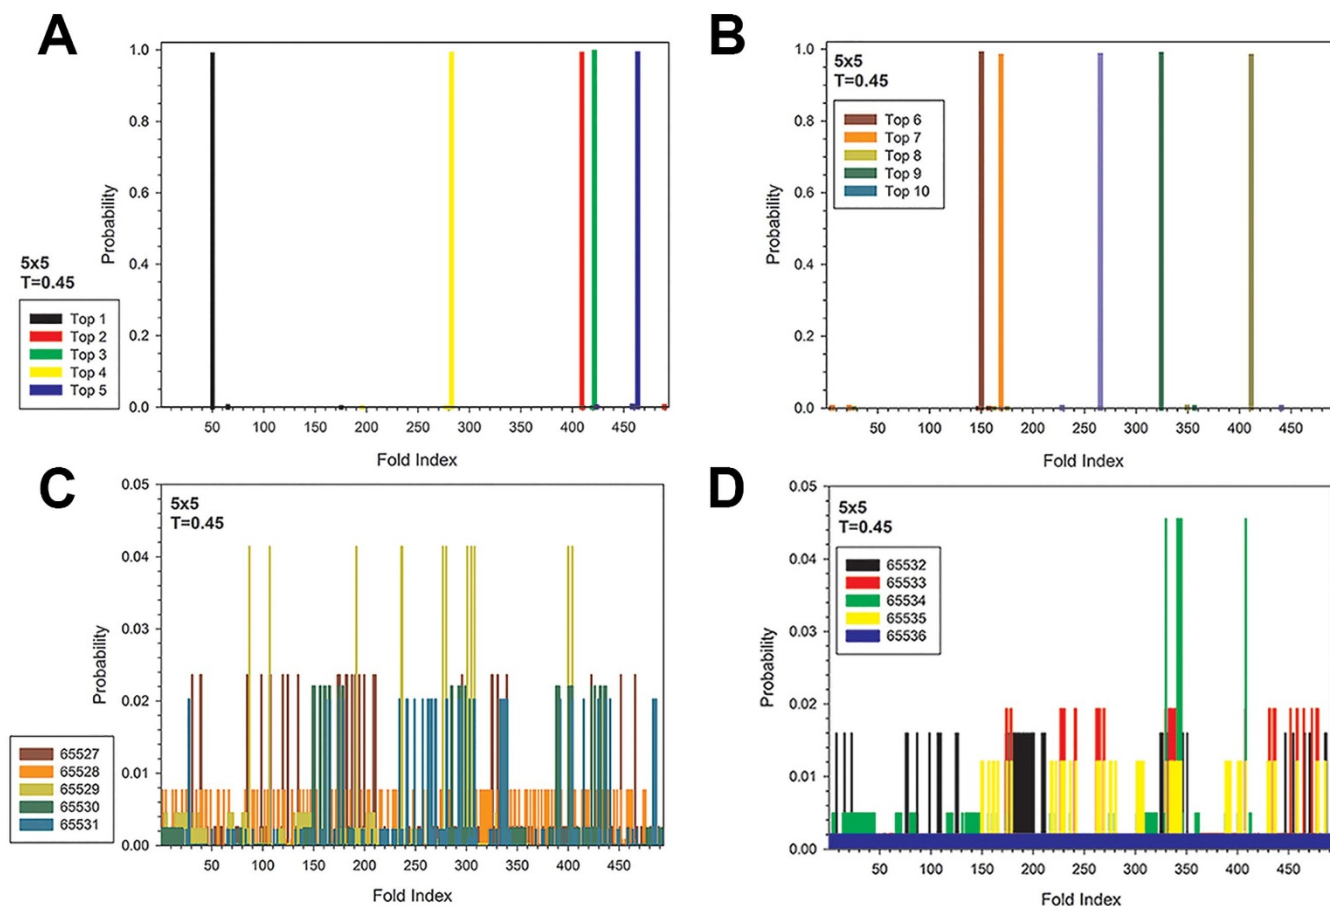 A
1.0
0.8
0.6
0.4
0.2
0.0
Probability
50 100 150 200 250 300 350 400 450
Fold Index
5x5
T=0.45
Top 1
Top 2
Top 3
Top 4
Top 5
B
1.0
0.8
0.6
0.4
0.2
0.0
Probability
50 100 150 200 250 300 350 400 450
Fold Index
5x5
T=0.45
Top 6
Top 7
Top 8
Top 9
Top 10
C
0.05
0.04
0.03
0.02
0.01
0.00
Probability
50 100 150 200 250 300 350 400 450
Fold Index
5x5
T=0.45
65527
65528
65529
65530
65531
D
0.05
0.04
0.03
0.02
0.01
0.00
Probability
50 100 150 200 250 300 350 400 450
Fold Index
5x5
T=0.45
65532
65533
65534
65535
65536